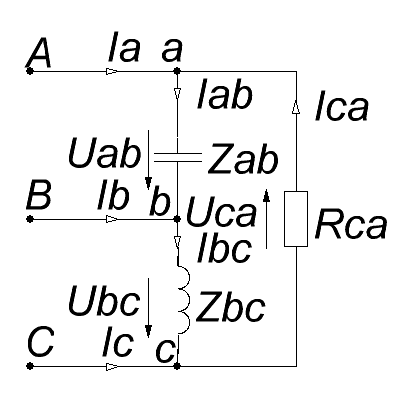 A Ia a
Iab Ica
Uab Zab
B Ib b Uca
Ibc Rca
Ubc Zbc
C Ic c